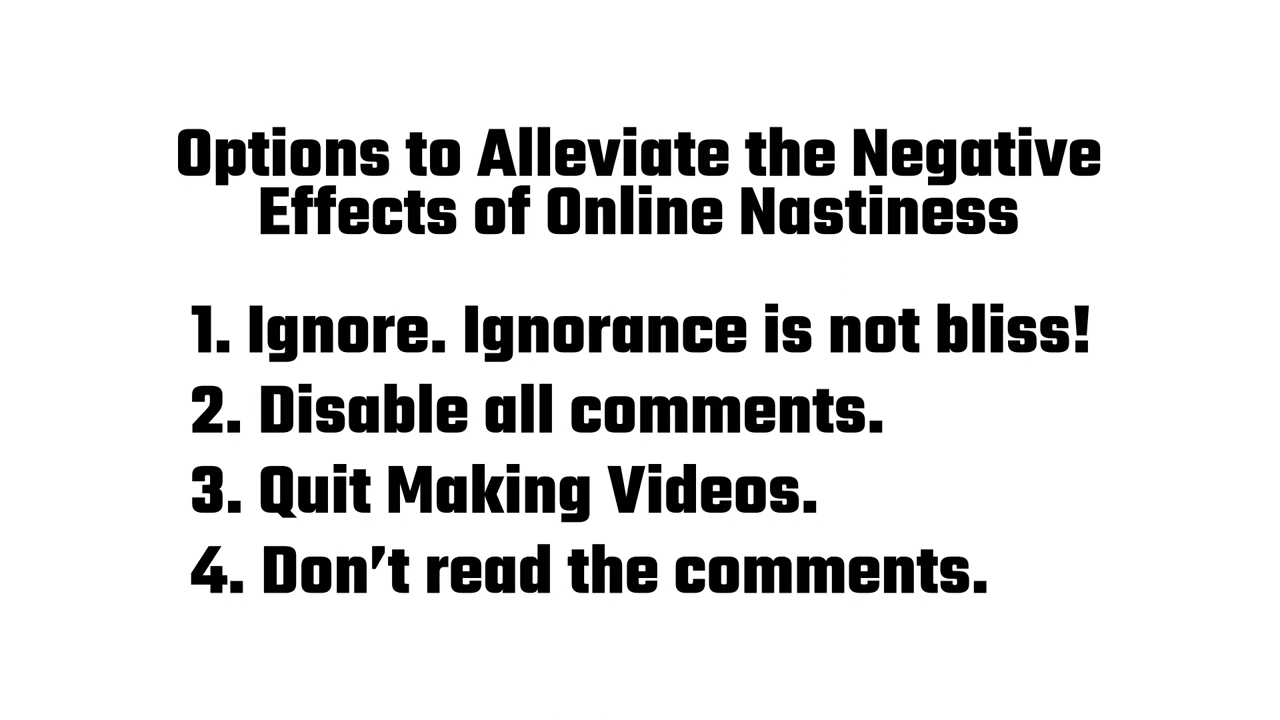 Options to Alleviate the Negative
Effects of Online Nastiness
1. Ignore. Ignorance is not bliss!
2. Disable all comments.
3. Quit Making Videos.
4. Don’t read the comments.